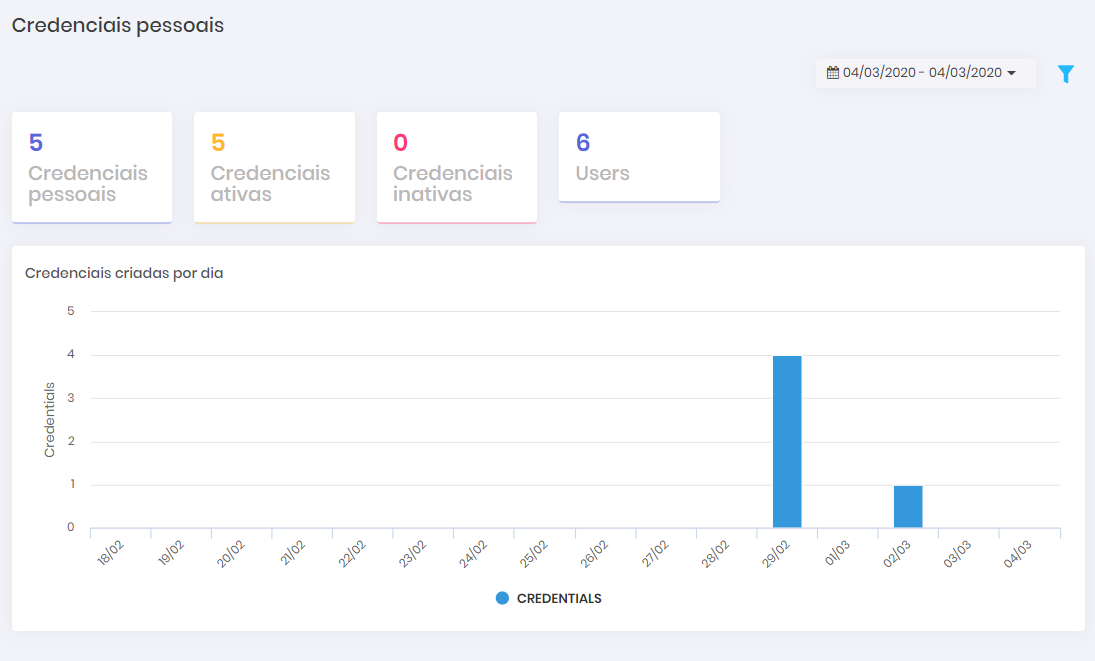 Credenciais pessoais
04/03/2020 - 04/03/2020
5
Credenciais
pessoais
5
Credenciais
ativas
0
Credenciais
inativas
6
Users
Credenciais criadas por dia
5
4
3
2
1
0
Credentials
18/02 19/02 20/02 21/02 22/02 23/02 24/02 25/02 26/02 27/02 28/02 29/02 01/03 02/03 03/03 04/03
CREDENTIALS